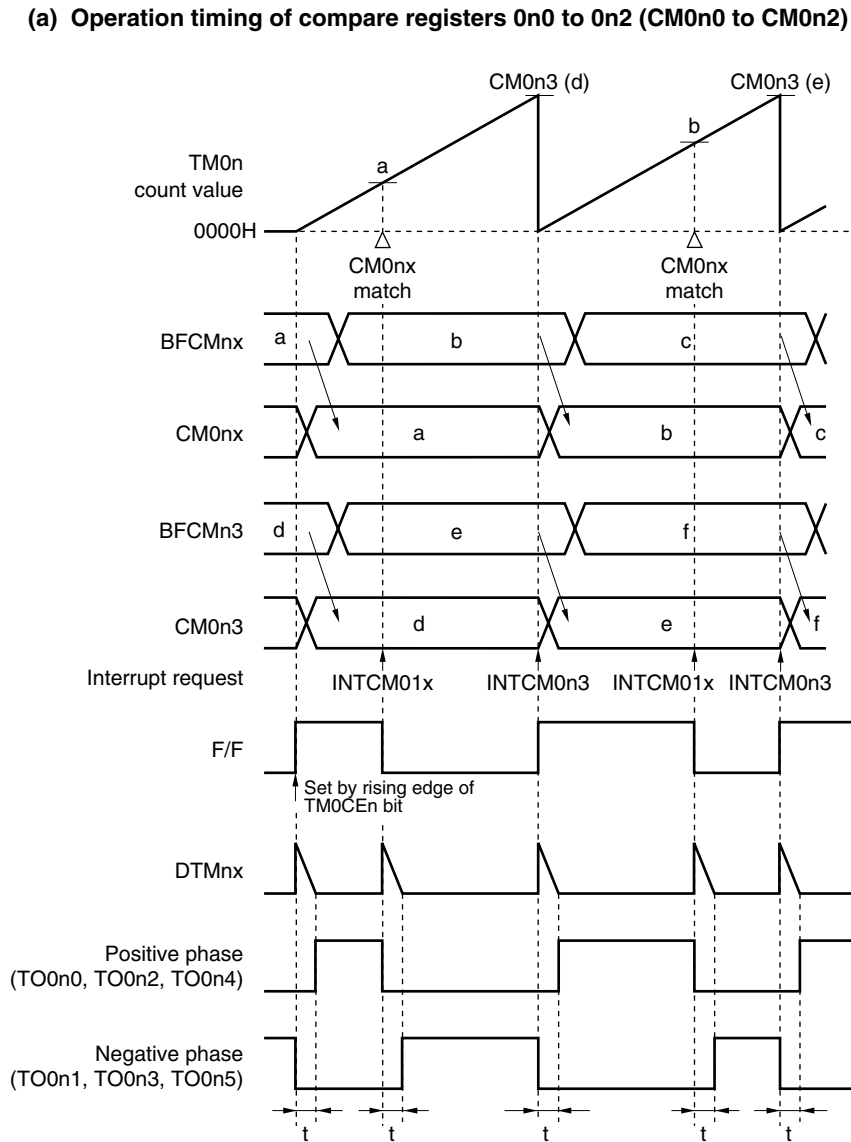 (a) Operation timing of compare registers 0n0 to 0n2 (CM0n0 to CM0n2)
CM0n3 (d)
CM0n3 (e)
a
b
TM0n
count value
0000H
CM0nx
match
CM0nx
match
BFCMnx
a
b
c
CM0nx
a
b
c
BFCMn3
d
e
f
CM0n3
d
e
f
Interrupt request
INTCM01x
INTCM0n3
INTCM01x
INTCM0n3
F/F
Set by rising edge of
TM0CEn bit
DTMnx
Positive phase
(TO0n0, TO0n2, TO0n4)
Negative phase
(TO0n1, TO0n3, TO0n5)
t
t
t
t
t